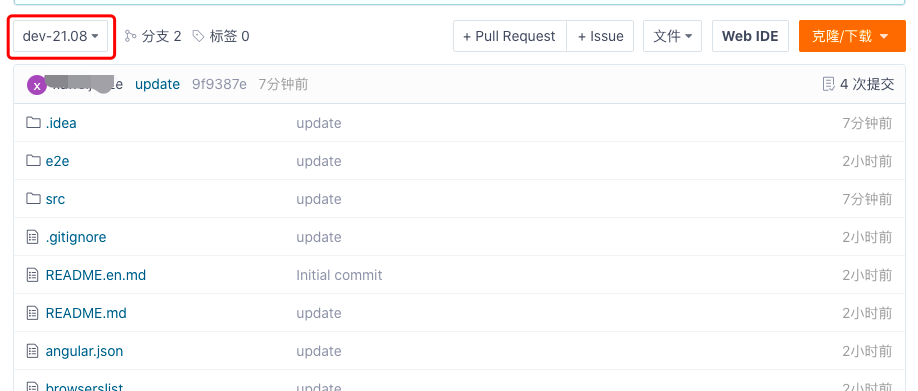 dev-21.08 分支 2 标签 0 + Pull Request + Issue 文件 Web IDE 克隆/下载
x update 9f9387e 7分钟前 4 次提交
.idea update 7分钟前
e2e update 2小时前
src update 7分钟前
.gitignore update 2小时前
README.en.md Initial commit 2小时前
README.md update 2小时前
angular.json update 2小时前
browserslist update 2小时前